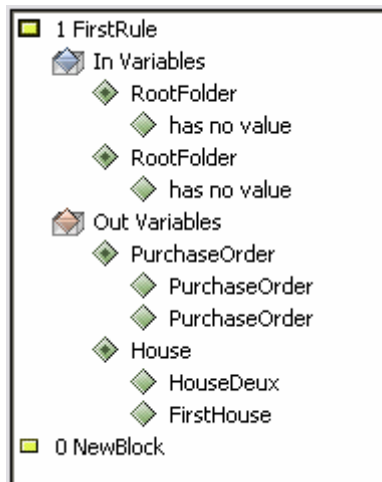 1 FirstRule
In Variables
RootFolder
has no value
RootFolder
has no value
Out Variables
PurchaseOrder
PurchaseOrder
PurchaseOrder
House
HouseDeux
FirstHouse
0 NewBlock